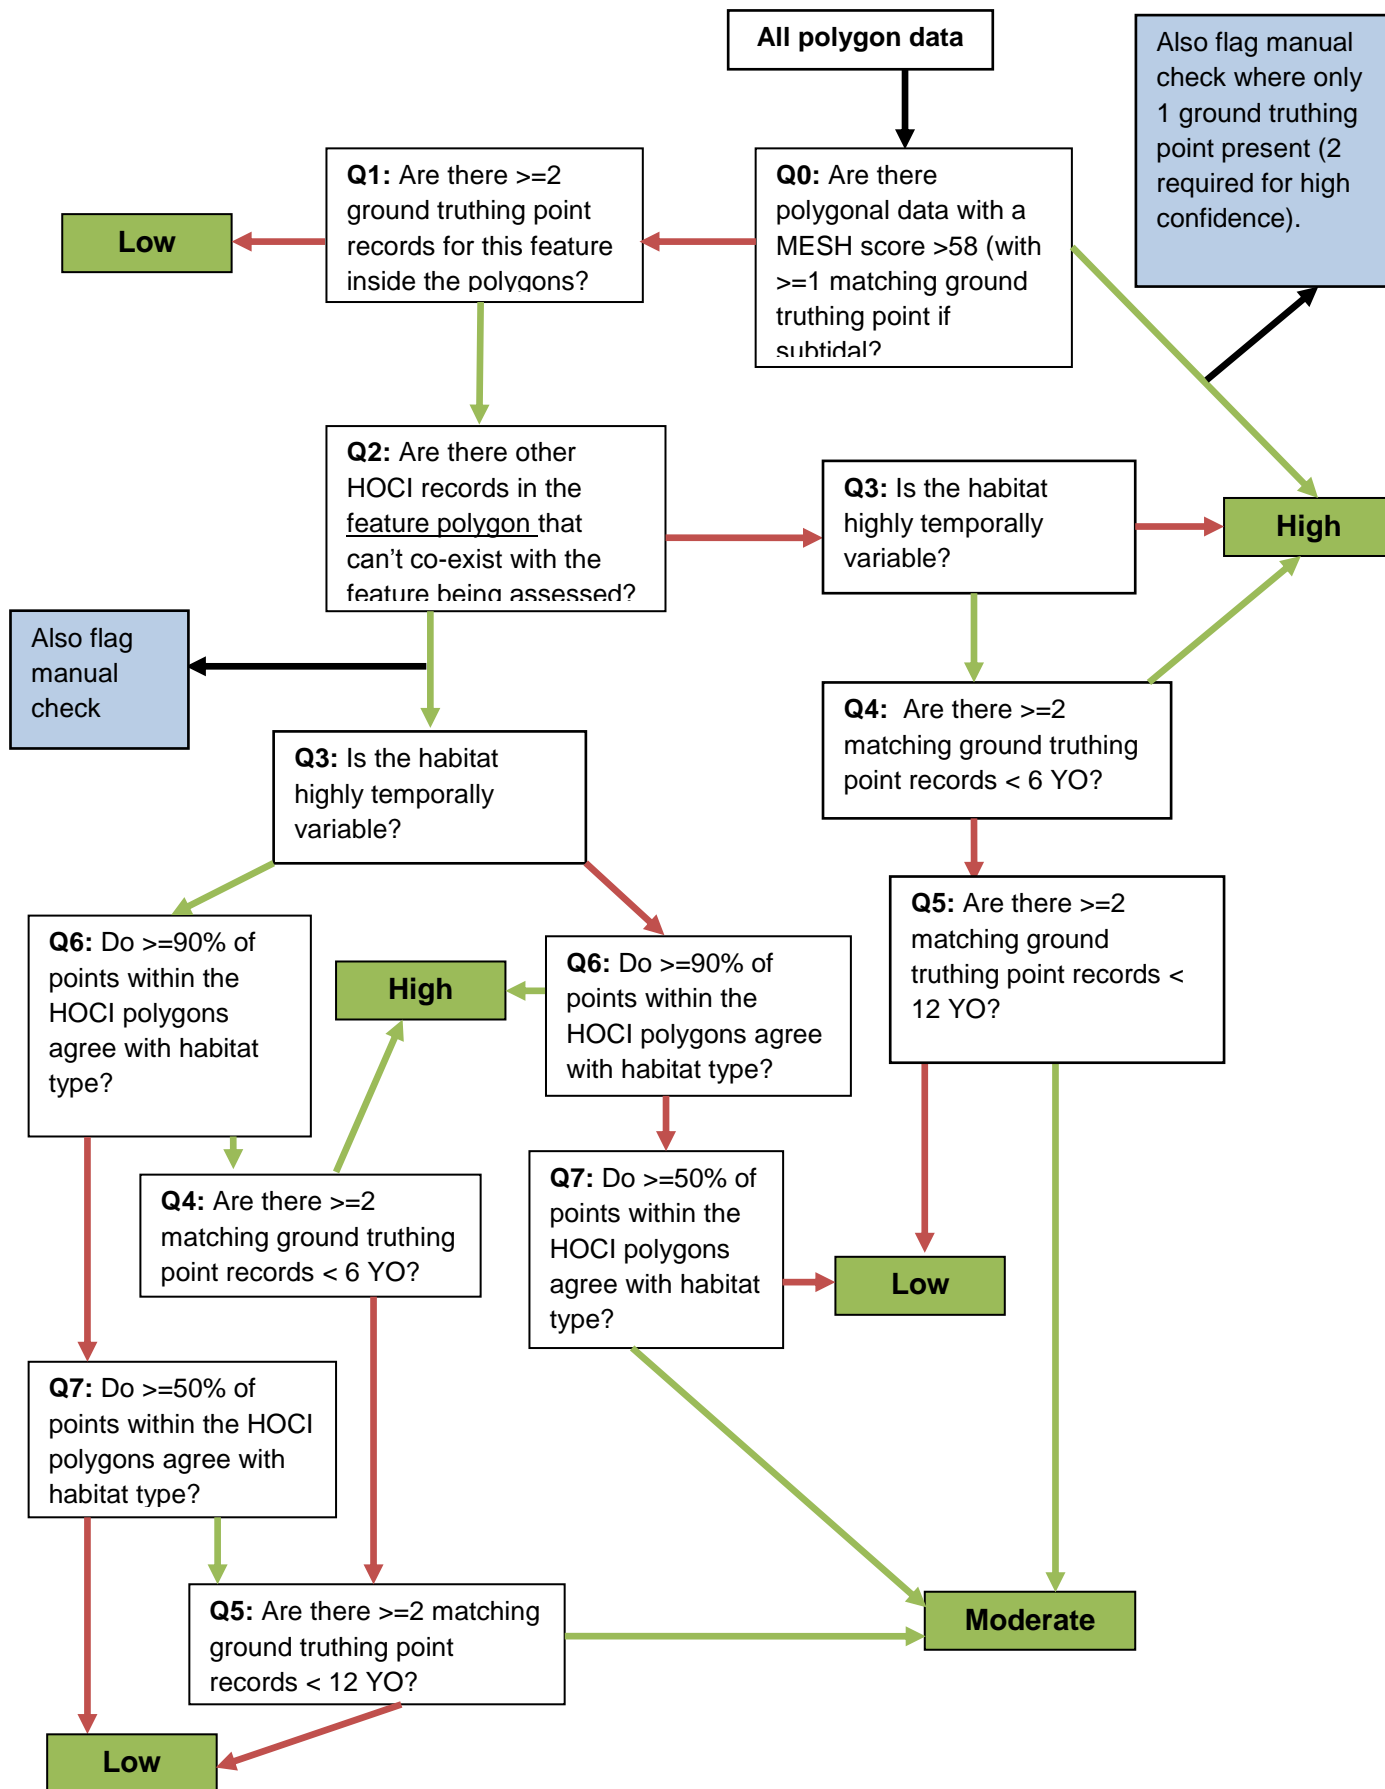 All polygon data
Also flag manual
check where only
1 ground truthing
point present (2
required for high
confidence).
Q0: Are there
polygonal data with a
MESH score >58 (with
>=1 matching ground
truthing point if
subtidal?
Q1: Are there >=2
ground truthing point
records for this feature
inside the polygons?
Low
Q2: Are there other
HOCI records in the
feature polygon that
can't co-exist with the
feature being assessed?
Q3: Is the habitat
highly temporally
variable?
High
Also flag
manual
check
Q4:  Are there >=2
matching ground truthing
point records < 6 YO?
Q3: Is the habitat
highly temporally
variable?
Q5: Are there >=2
matching ground
truthing point records <
12 YO?
Q6: Do >=90% of
points within the
HOCI polygons
agree with habitat
type?
High
Q6: Do >=90% of
points within the
HOCI polygons agree
with habitat type?
Q4: Are there >=2
matching ground truthing
point records < 6 YO?
Q7: Do >=50% of
points within the
HOCI polygons
agree with habitat
type?
Low
Q7: Do >=50% of
points within the HOCI
polygons agree with
habitat type?
Q5: Are there >=2 matching
ground truthing point
records < 12 YO?
Moderate
Low